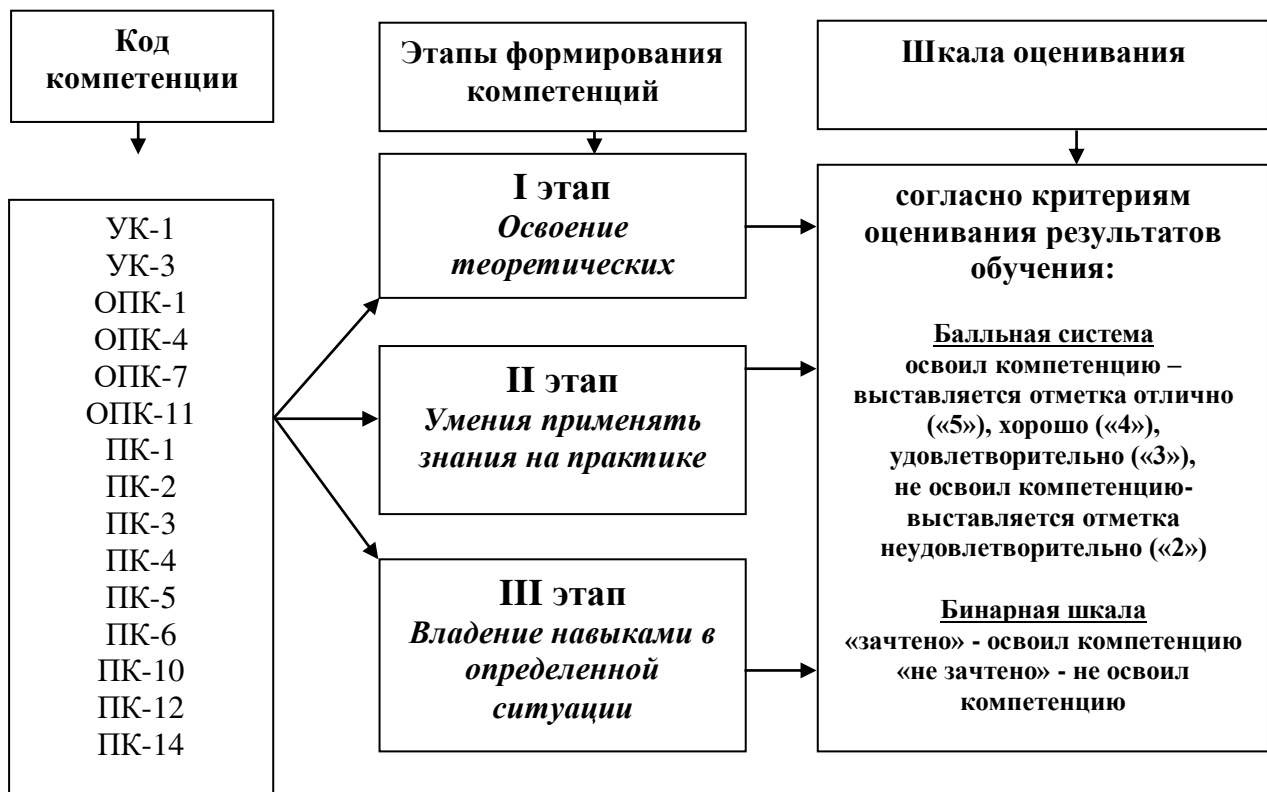 Код
компетенции
УК-1
УК-3
ОПК-1
ОПК-4
ОПК-7
ОПК-11
ПК-1
ПК-2
ПК-3
ПК-4
ПК-5
ПК-6
ПК-10
ПК-12
ПК-14
Этапы формирования
компетенций
I этап
Освоение
теоретических
II этап
Умения применять
знания на практике
III этап
Владение навыками в
определенной
ситуации
Шкала оценивания
согласно критериям
оценивания результатов
обучения:
Балльная система
освоил компетенцию –
выставляется отметка отлично
(«5»), хорошо («4»),
удовлетворительно («3»),
не освоил компетенцию-
выставляется отметка
неудовлетворительно («2»)
Бинарная шкала
«зачтено» - освоил компетенцию
«не зачтено» - не освоил
компетенцию